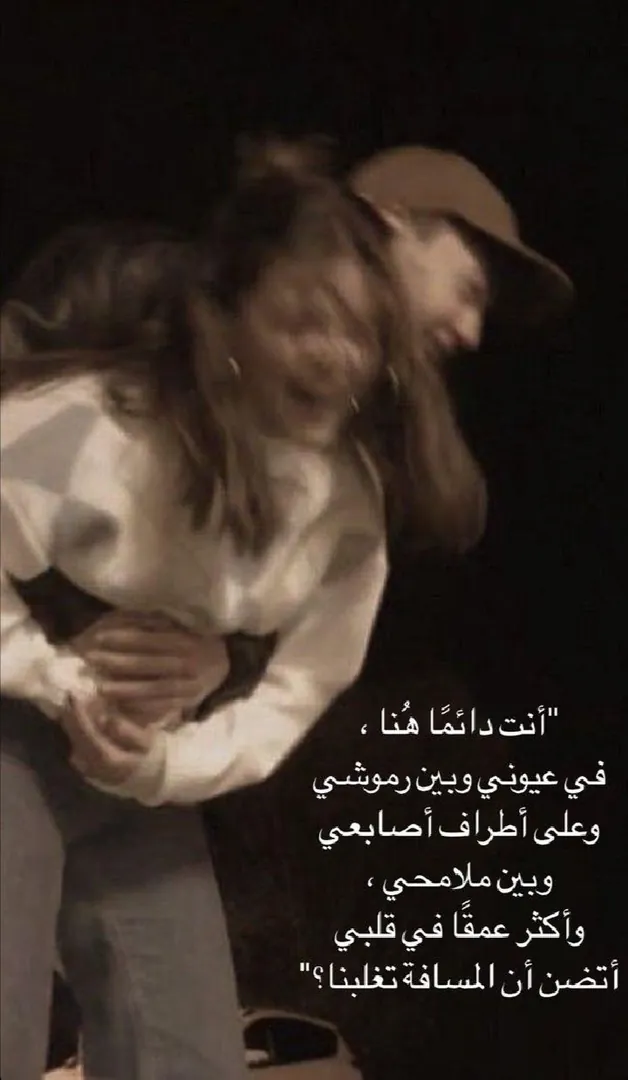 "أنت دائمًا هُنا ،
في عيوني وبين رموشي
وعلى أطراف أصابعي
وبين ملامحي ،
وأكثر عمقًا في قلبي
أتضن أن المسافة تغلبنا؟"